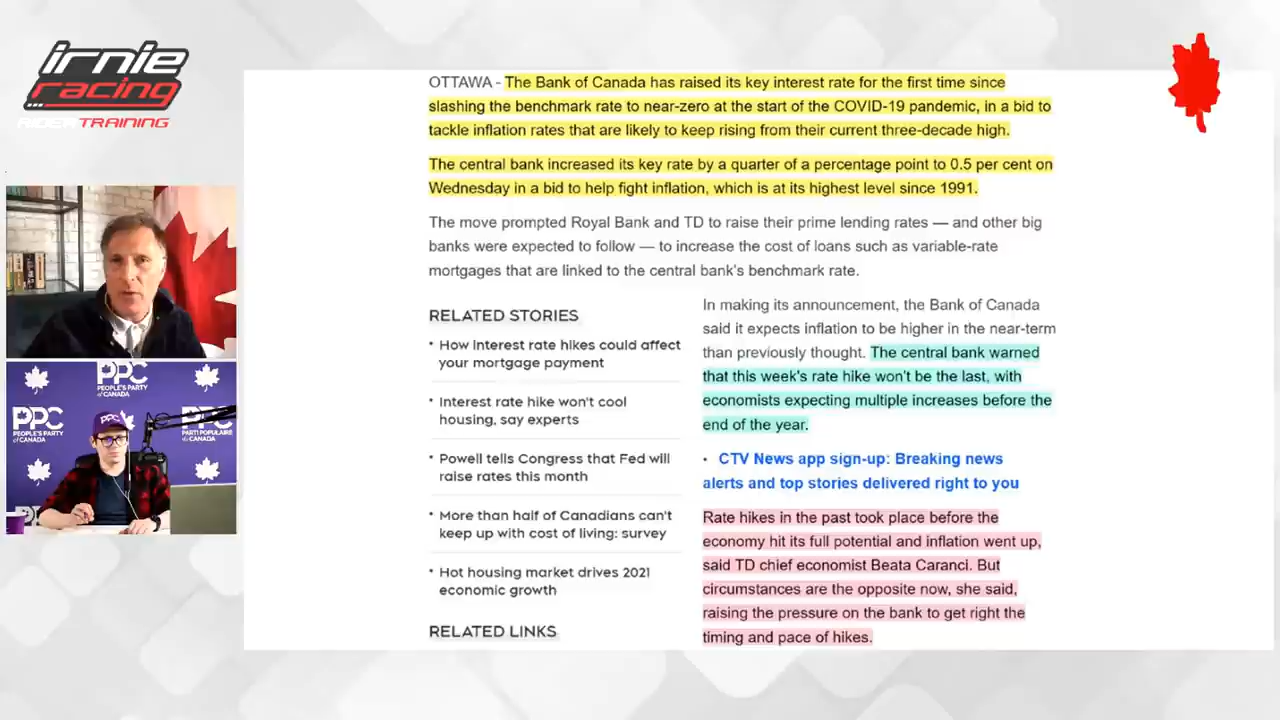 irnie
racing
RIDER TRAINING
PPC
PEOPLE'S PARTY
of CANADA
PPC
PEOPLE'S PARTY
of CANADA
PPC
PPC
PARTI POPULAIRE
du CANADA
OTTAWA - The Bank of Canada has raised its key interest rate for the first time since
slashing the benchmark rate to near-zero at the start of the COVID-19 pandemic, in a bid to
tackle inflation rates that are likely to keep rising from their current three-decade high.
The central bank increased its key rate by a quarter of a percentage point to 0.5 per cent on
Wednesday in a bid to help fight inflation, which is at its highest level since 1991.
The move prompted Royal Bank and TD to raise their prime lending rates — and other big
banks were expected to follow — to increase the cost of loans such as variable-rate
mortgages that are linked to the central bank's benchmark rate.
RELATED STORIES
• How interest rate hikes could affect
your mortgage payment
• Interest rate hike won't cool
housing, say experts
• Powell tells Congress that Fed will
raise rates this month
• More than half of Canadians can't
keep up with cost of living: survey
• Hot housing market drives 2021
economic growth
RELATED LINKS
In making its announcement, the Bank of Canada
said it expects inflation to be higher in the near-term
than previously thought. The central bank warned
that this week's rate hike won't be the last, with
economists expecting multiple increases before the
end of the year.
• CTV News app sign-up: Breaking news
alerts and top stories delivered right to you
Rate hikes in the past took place before the
economy hit its full potential and inflation went up,
said TD chief economist Beata Caranci. But
circumstances are the opposite now, she said,
raising the pressure on the bank to get right the
timing and pace of hikes.